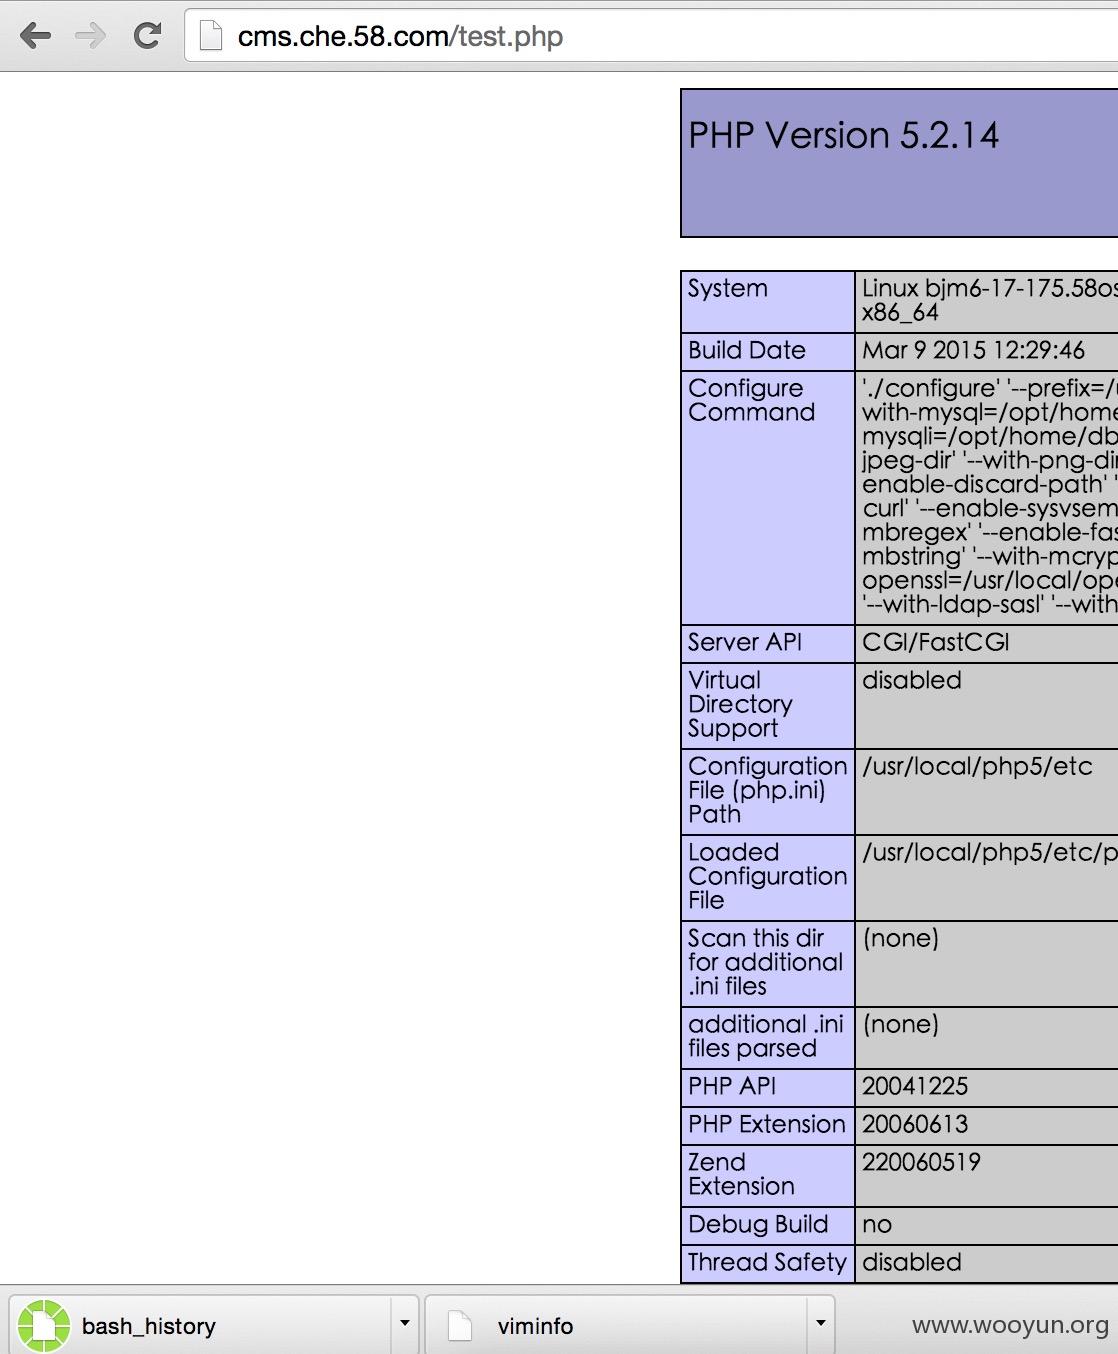 cms.che.58.com/test.php
PHP Version 5.2.14
System
Linux bjm6-17-175.58os
x86_64
Build Date
Mar 9 2015 12:29:46
Configure
Command
'./configure' '--prefix=/u
with-mysql=/opt/home
mysqli=/opt/home/db
jpeg-dir' '--with-png-dir
enable-discard-path' '
curl' '--enable-sysvsem
mbregex' '--enable-fas
mbstring' '--with-mcryp
openssl=/usr/local/ope
'--with-ldap-sasl' '--with
Server API
CGI/FastCGI
Virtual
Directory
Support
disabled
Configuration
File (php.ini)
Path
/usr/local/php5/etc
Loaded
Configuration
File
/usr/local/php5/etc/p
Scan this dir
for additional
.ini files
(none)
additional .ini
files parsed
(none)
PHP API
20041225
PHP Extension
20060613
Zend
Extension
220060519
Debug Build
no
Thread Safety
disabled
bash_history
viminfo
www.wooyun.org